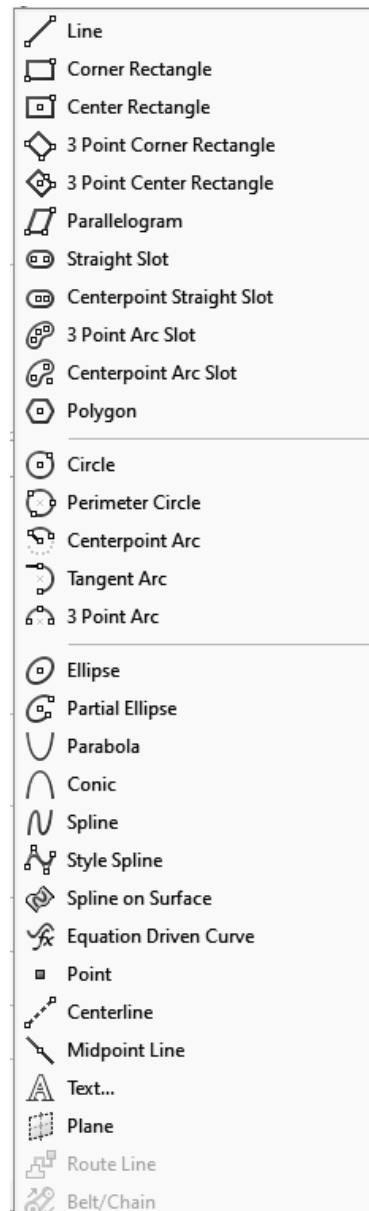 Line
Corner Rectangle
Center Rectangle
3 Point Corner Rectangle
3 Point Center Rectangle
Parallelogram
Straight Slot
Centerpoint Straight Slot
3 Point Arc Slot
Centerpoint Arc Slot
Polygon
Circle
Perimeter Circle
Centerpoint Arc
Tangent Arc
3 Point Arc
Ellipse
Partial Ellipse
Parabola
Conic
Spline
Style Spline
Spline on Surface
Equation Driven Curve
Point
Centerline
Midpoint Line
Text...
Plane
Route Line
Belt/Chain